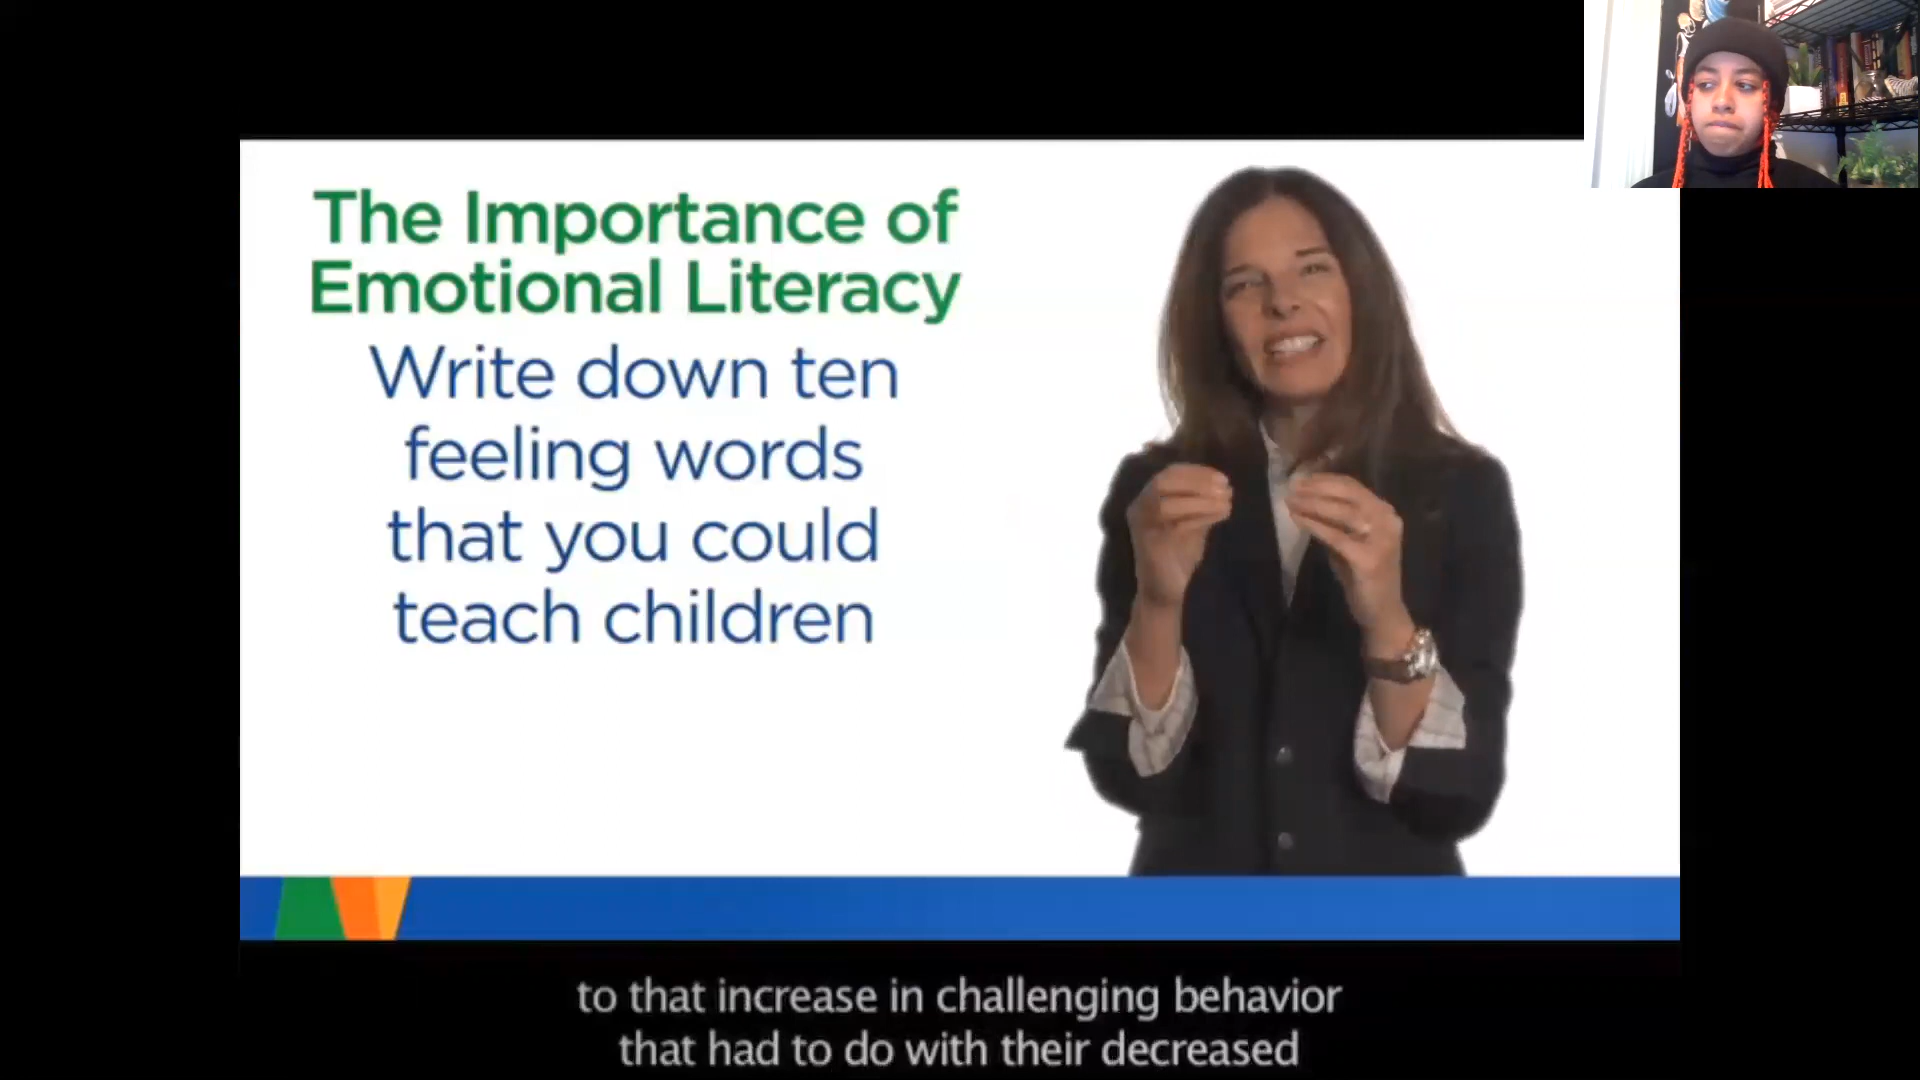 The Importance of
Emotional Literacy
Write down ten
feeling words
that you could
teach children
to that increase in challenging behavior
that had to do with their decreased